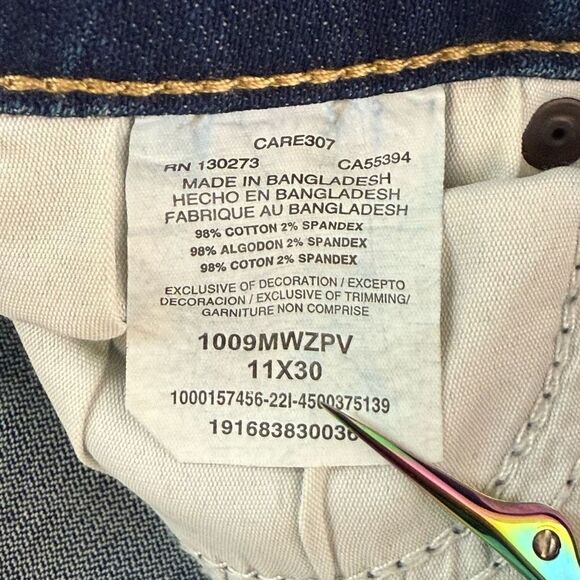 CARE307
RN 130273 CA55394
MADE IN BANGLADESH
HECHO EN BANGLADESH
FABRIQUE AU BANGLADESH
98% COTTON 2% SPANDEX
98% ALGODON 2% SPANDEX
98% COTON 2% SPANDEX
EXCLUSIVE OF DECORATION / EXCEPTO
DECORACION / EXCLUSIVE OF TRIMMING/
GARNITURE NON COMPRISE
1009MWZPV
11X30
1000157456-22I-4500375139